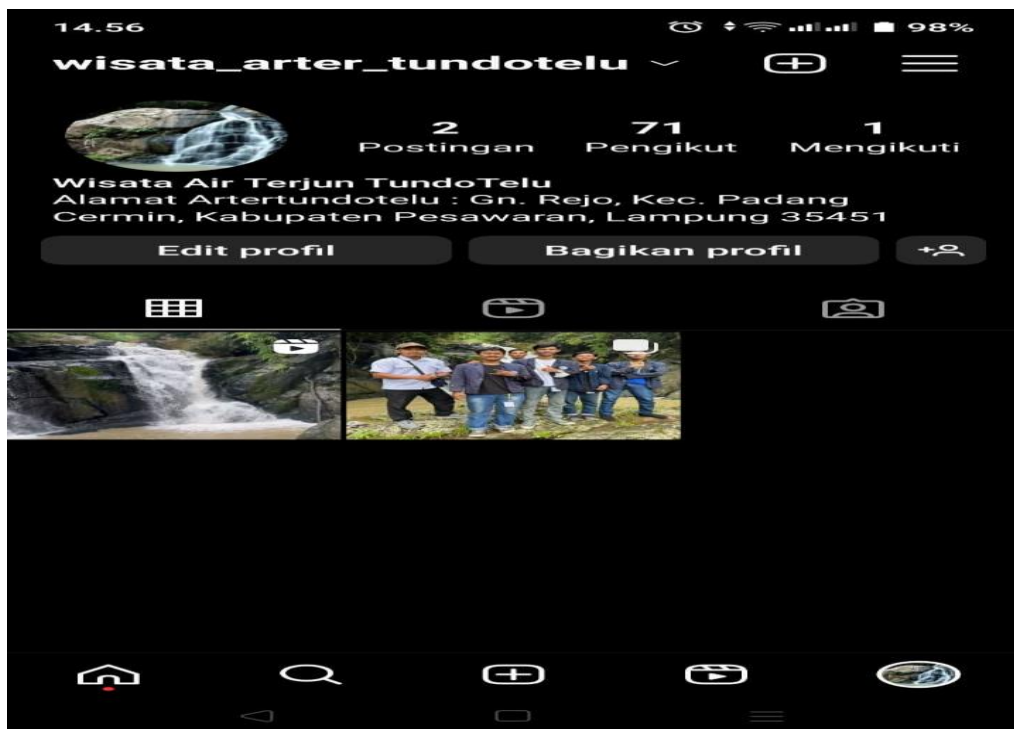 14.56 98%
wisata_arter_tundotelu
2 71 1
Postingan Pengikut Mengikuti
Wisata Air Terjun TundoTelu
Alamat Artertundotelu : Gn. Rejo, Kec. Padang
Cermin, Kabupaten Pesawaran, Lampung 35451
Edit profil Bagikan profil